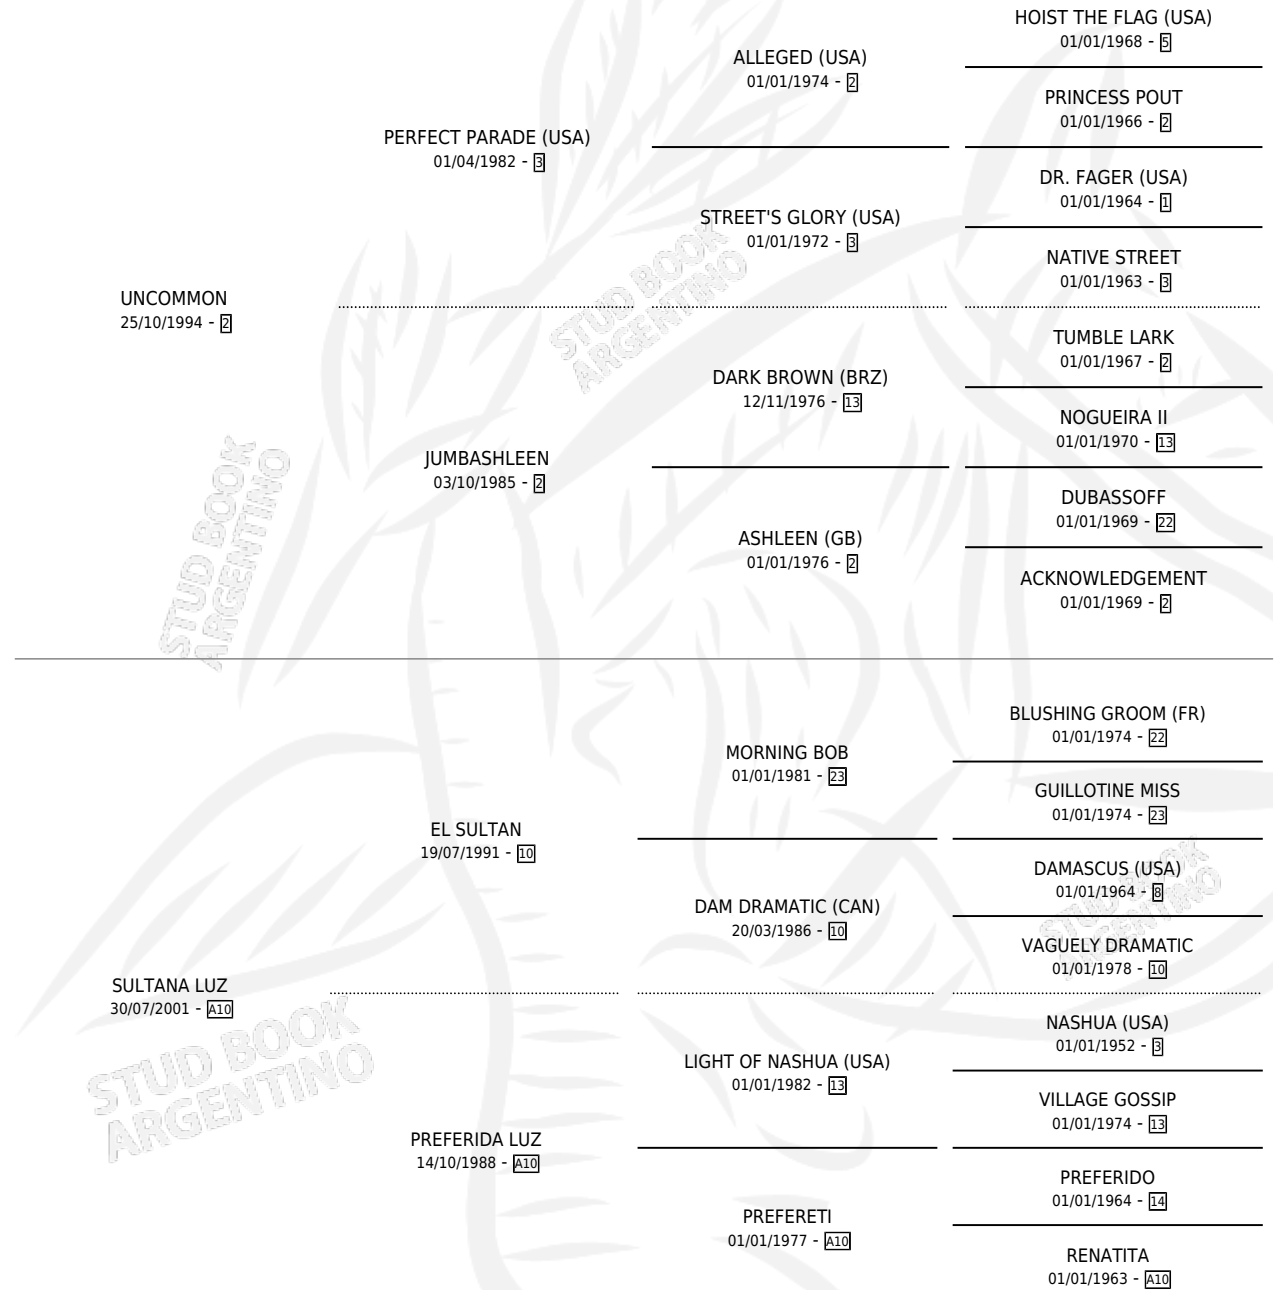 HOIST THE FLAG (USA)
01/01/1968 - 5
ALLEGED (USA)
01/01/1974 - 2
PRINCESS POUT
01/01/1966 - 2
PERFECT PARADE (USA)
01/04/1982 - 3
DR. FAGER (USA)
01/01/1964 - 1
STREET'S GLORY (USA)
01/01/1972 - 3
NATIVE STREET
01/01/1963 - 3
UNCOMMON
25/10/1994 - 2
STUD BOOK
ARGENTINO
TUMBLE LARK
01/01/1967 - 2
DARK BROWN (BRZ)
12/11/1976 - 13
NOGUEIRA II
01/01/1970 - 13
JUMBASHLEEN
03/10/1985 - 2
DUBASSOFF
01/01/1969 - 22
ASHLEEN (GB)
01/01/1976 - 2
ACKNOWLEDGEMENT
01/01/1969 - 2
STUD BOOK
ARGENTINO
BLUSHING GROOM (FR)
01/01/1974 - 22
MORNING BOB
01/01/1981 - 23
GUILLOTINE MISS
01/01/1974 - 23
EL SULTAN
19/07/1991 - 10
DAMASCUS (USA)
01/01/1964 - 8
DAM DRAMATIC (CAN)
20/03/1986 - 10
VAGUELY DRAMATIC
01/01/1978 - 10
STUD BOOK
ARGENTINO
SULTANA LUZ
30/07/2001 - A10
NASHUA (USA)
01/01/1952 - 3
LIGHT OF NASHUA (USA)
01/01/1982 - 13
VILLAGE GOSSIP
01/01/1974 - 13
STUD BOOK
ARGENTINO
PREFERIDA LUZ
14/10/1988 - A10
PREFERIDO
01/01/1964 - 14
PREFERETI
01/01/1977 - A10
RENATITA
01/01/1963 - A10